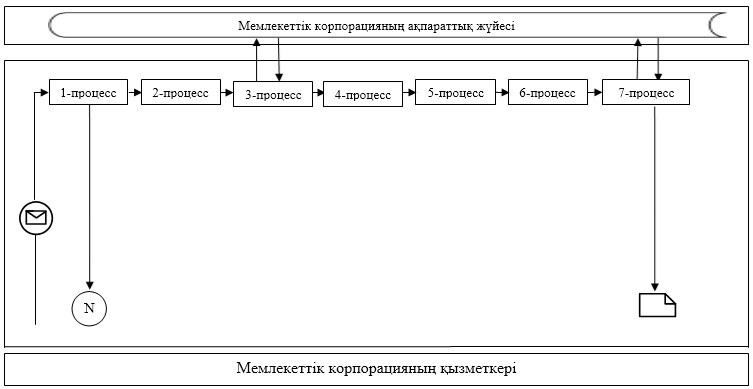 Мемлекеттік корпорацияның ақпараттық жүйесі
1-процесс 2-процесс 3-процесс 4-процесс 5-процесс 6-процесс 7-процесс
N
Мемлекеттік корпорацияның қызметкері